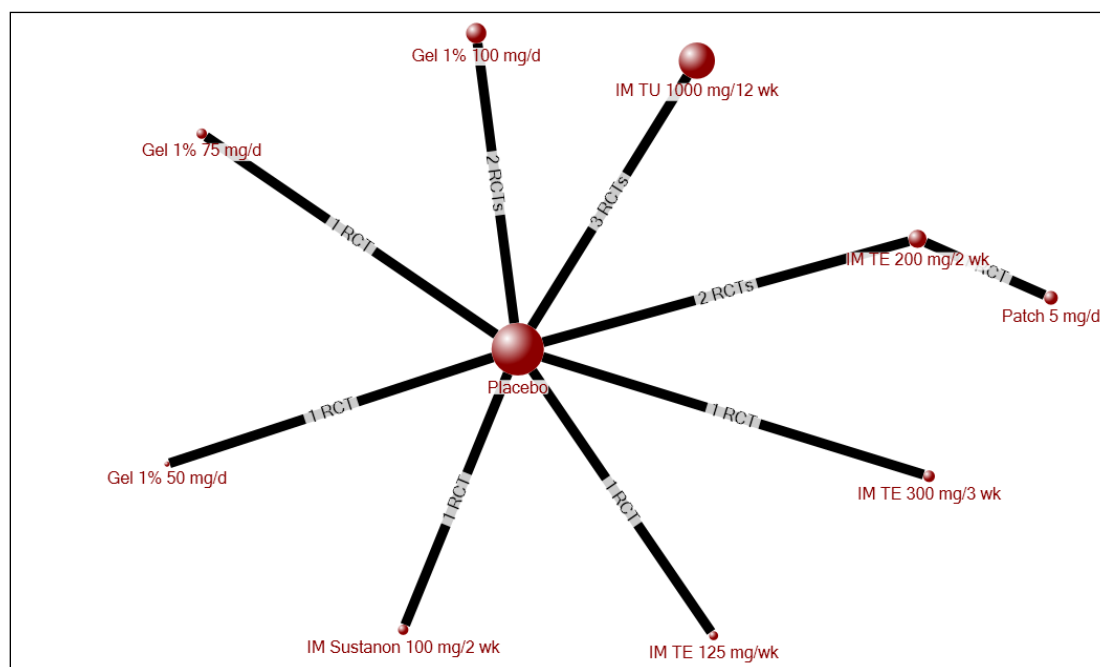 Gel 1% 100 mg/d
IM TU 1000 mg/12 wk
Gel 1% 75 mg/d
2 RCTs
3 RCTs
1 RCT
IM TE 200 mg/2 wk
RCT
2 RCTs
Patch 5 mg/d
Placebo
1 RCT
1 RCT
Gel 1% 50 mg/d
1 RCT
1 RCT
IM TE 300 mg/3 wk
IM Sustanon 100 mg/2 wk
IM TE 125 mg/wk